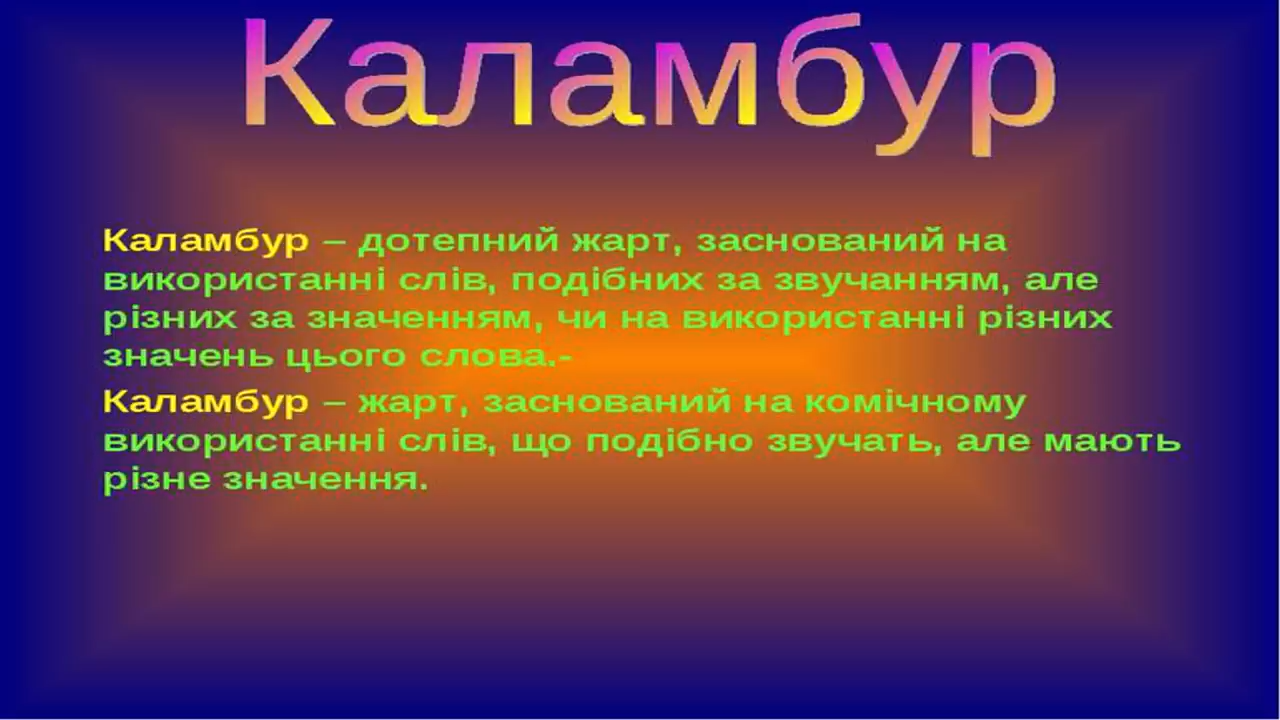 Каламбур
Каламбур – дотепний жарт, заснований на
використанні слів, подібних за звучанням, але
різних за значенням, чи на використанні різних
значень цього слова.-
Каламбур – жарт, заснований на комічному
використанні слів, що подібно звучать, але мають
різне значення.